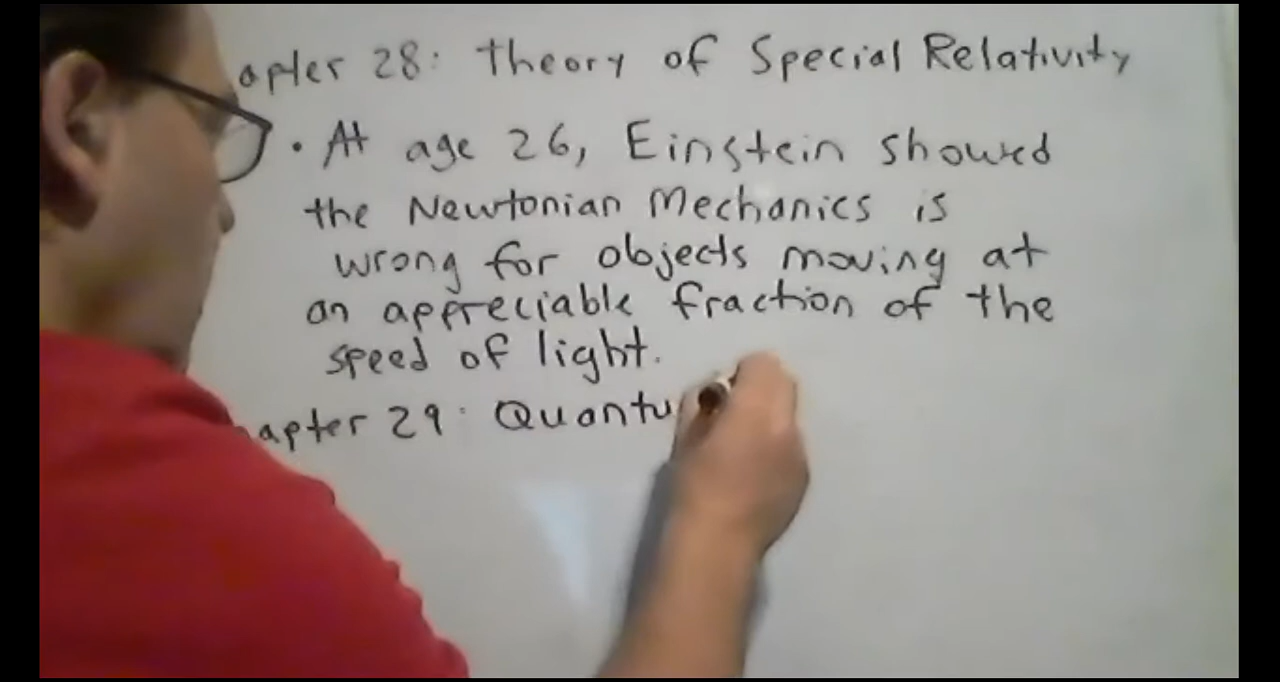 apter 28: Theory of Special Relativity
• At age 26, Einstein showed
the Newtonian Mechanics is
wrong for objects moving at
an appreciable fraction of the
speed of light.
hapter 29: Quantu